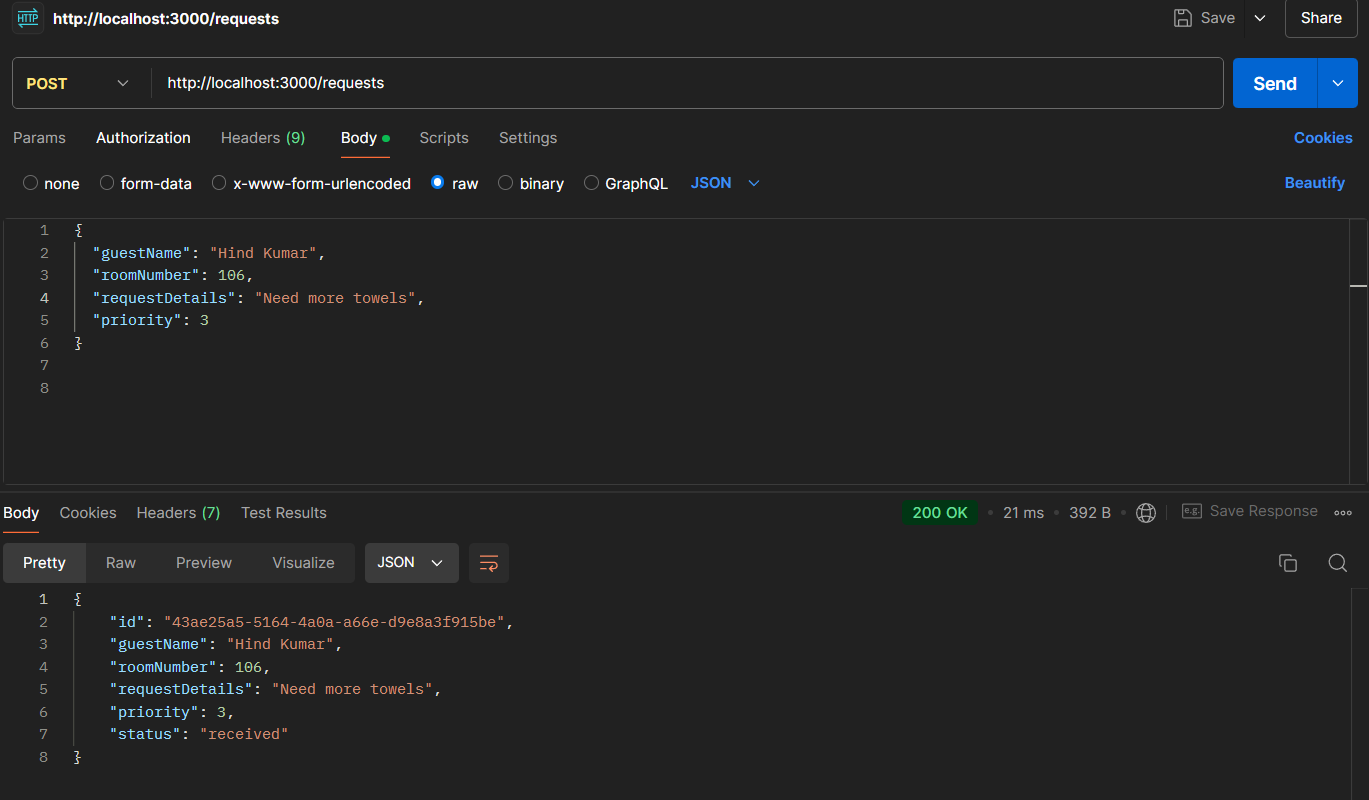 HTTP http://localhost:3000/requests Save Share
POST http://localhost:3000/requests Send
Params Authorization Headers (9) Body Scripts Settings Cookies
none form-data x-www-form-urlencoded raw binary GraphQL JSON Beautify
1 {
2 "guestName": "Hind Kumar",
3 "roomNumber": 106,
4 "requestDetails": "Need more towels",
5 "priority": 3
6 }
7
8
Body Cookies Headers (7) Test Results 200 OK • 21 ms • 392 B • e.g. Save Response
Pretty Raw Preview Visualize JSON
1 {
2 "id": "43ae25a5-5164-4a0a-a66e-d9e8a3f915be",
3 "guestName": "Hind Kumar",
4 "roomNumber": 106,
5 "requestDetails": "Need more towels",
6 "priority": 3,
7 "status": "received"
8 }